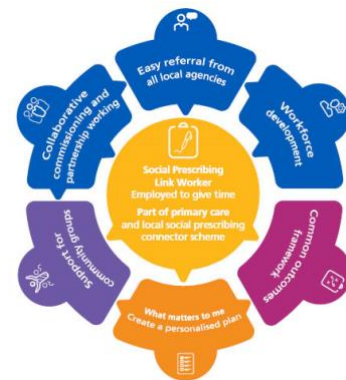 Easy referral from
all local agencies
Workforce
development
Common outcomes
framework
What matters to me
Create a personalised plan
Support for
community groups
Collaborative
commissioning and
partnership working
Social Prescribing
Link Worker
Employed to give time
Part of primary care
and local social prescribing
connector scheme